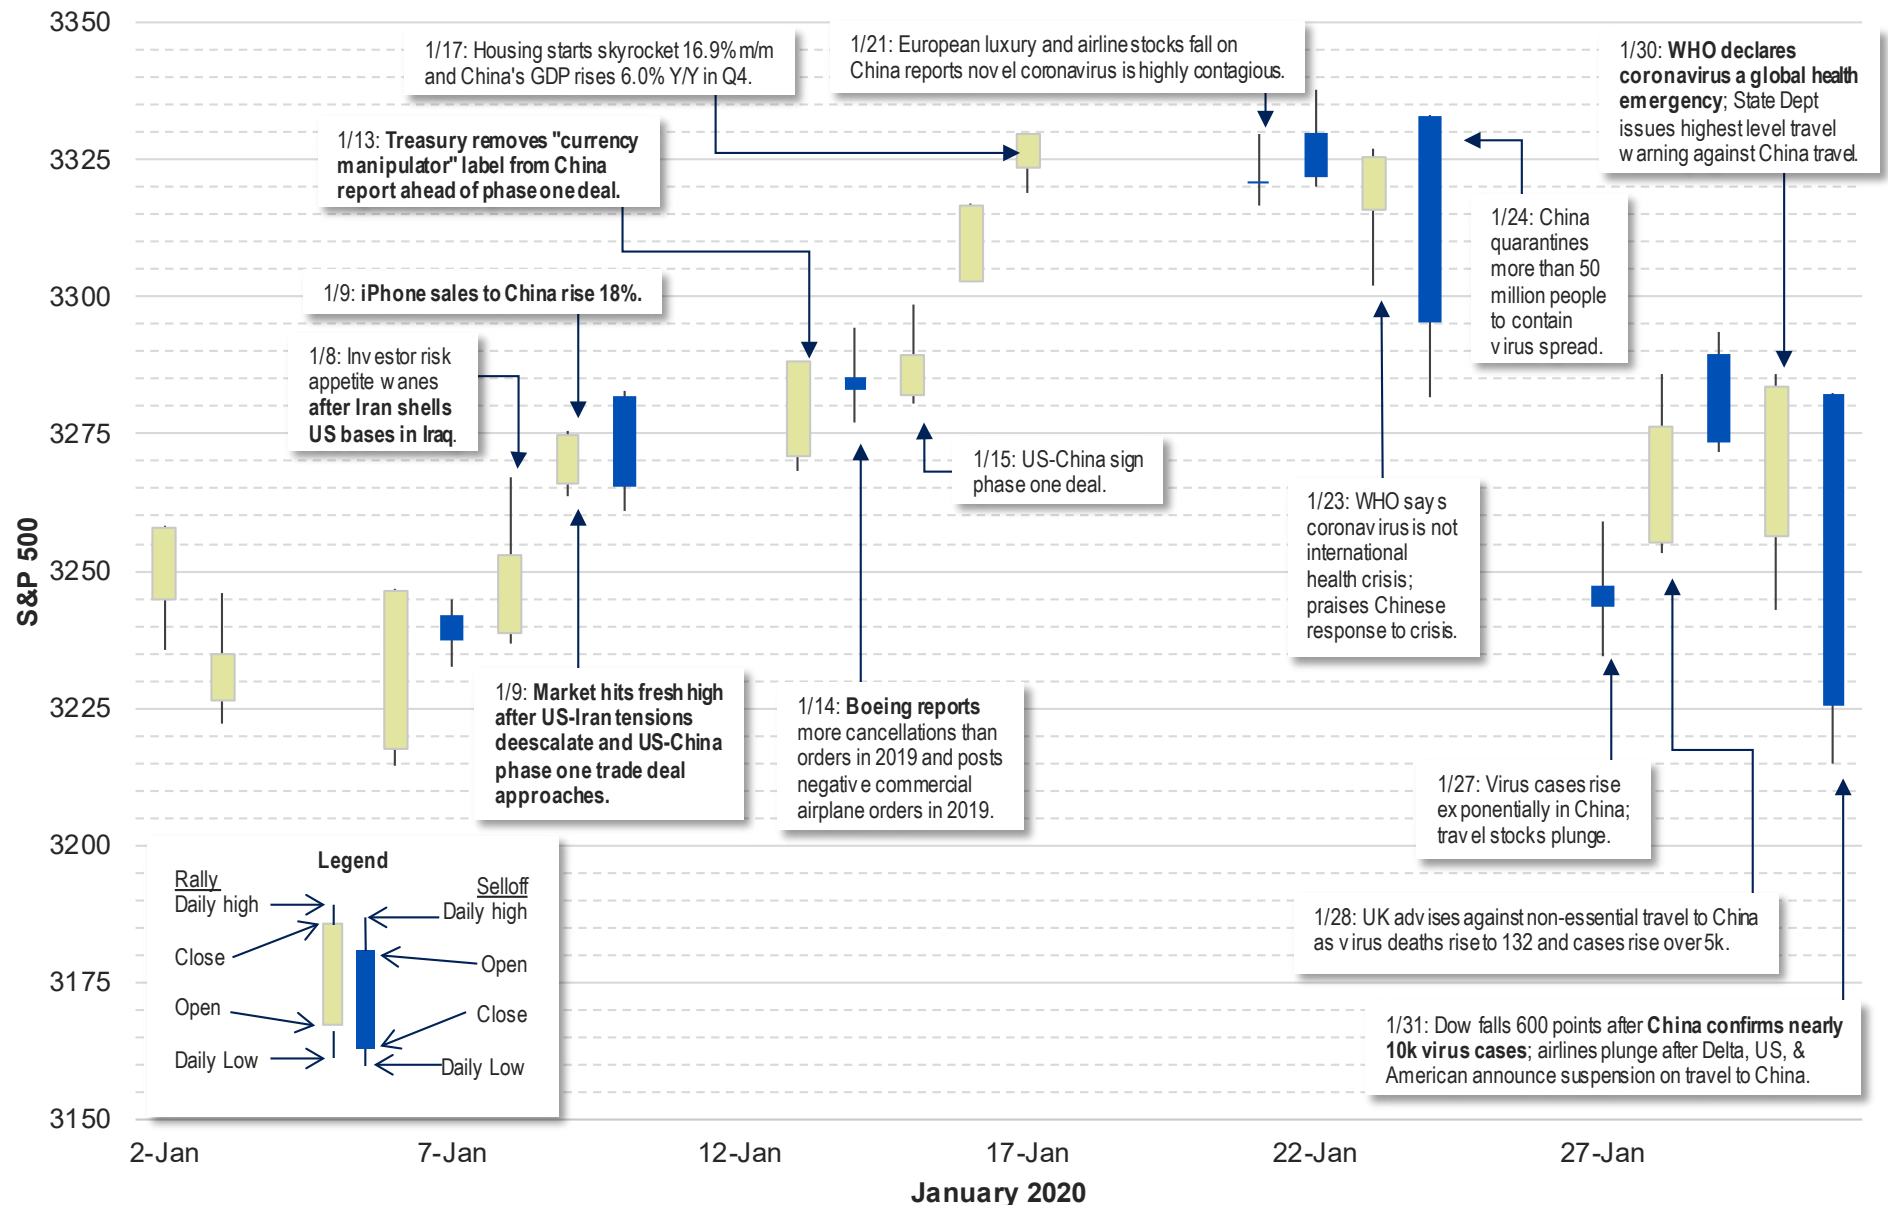 3350
3325
3300
3275
3250
3225
3200
3175
3150
S&P 500
1/17: Housing starts skyrocket 16.9% m/m
and China's GDP rises 6.0% Y/Y in Q4.
1/21: European luxury and airline stocks fall on
China reports novel coronavirus is highly contagious.
1/30: WHO declares
coronavirus a global health
emergency; State Dept
issues highest level travel
warning against China travel.
1/13: Treasury removes "currency
manipulator" label from China
report ahead of phase one deal.
1/24: China
quarantines
more than 50
million people
to contain
virus spread.
1/9: iPhone sales to China rise 18%.
1/8: Investor risk
appetite wanes
after Iran shells
US bases in Iraq.
1/15: US-China sign
phase one deal.
1/23: WHO says
coronavirus is not
international
health crisis;
praises Chinese
response to crisis.
1/9: Market hits fresh high
after US-Iran tensions
deescalate and US-China
phase one trade deal
approaches.
1/14: Boeing reports
more cancellations than
orders in 2019 and posts
negative commercial
airplane orders in 2019.
1/27: Virus cases rise
exponentially in China;
travel stocks plunge.
1/28: UK advises against non-essential travel to China
as virus deaths rise to 132 and cases rise over 5k.
1/31: Dow falls 600 points after China confirms nearly
10k virus cases; airlines plunge after Delta, US, &
American announce suspension on travel to China.
Legend
Rally
Daily high
Close
Open
Daily Low
Selloff
Daily high
Open
Close
Daily Low
2-Jan
7-Jan
12-Jan
17-Jan
22-Jan
27-Jan
January 2020